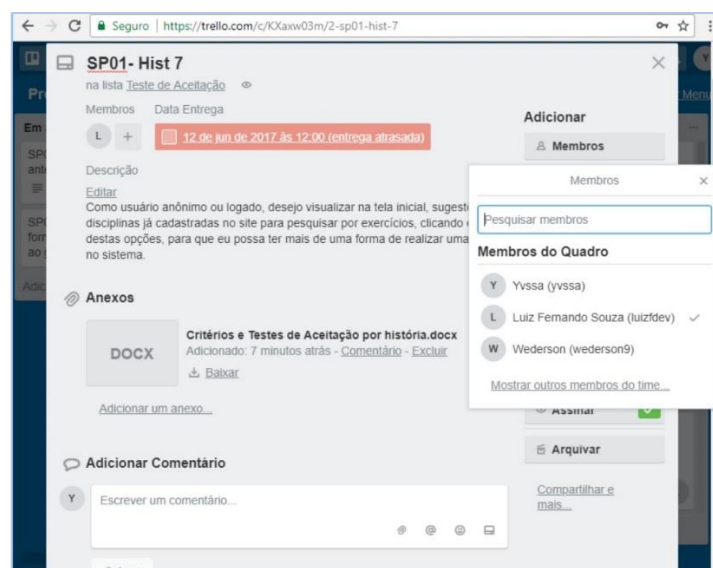 Seguro | https://trello.com/c/KXaxw03m/2-sp01-hist-7
SP01- Hist 7
na lista Teste de Aceitação
Membros Data Entrega
L + 12 de jun de 2017 às 12:00 (entrega atrasada)
Descrição
Editar
Como usuário anônimo ou logado, desejo visualizar na tela inicial,
disciplinas já cadastradas no site para pesquisar por exercícios, clicando
destas opções, para que eu possa ter mais de uma forma de realizar uma
no sistema.
Anexos
DOCX
Critérios e Testes de Aceitação por história.docx
Adicionado: 7 minutos atrás - Comentário - Excluir
Baixar
Adicionar um anexo...
Adicionar Comentário
Y
Escrever um comentário...
Adicionar
Membros
Membros
Pesquisar membros
Membros do Quadro
Y Yvssa (yvssa)
L Luiz Fernando Souza (luizfdev)
W Wederson (wederson9)
Mostrar outros membros do time...
Assinar
Arquivar
Compartilhar e
mais...
Menu
Y
Em